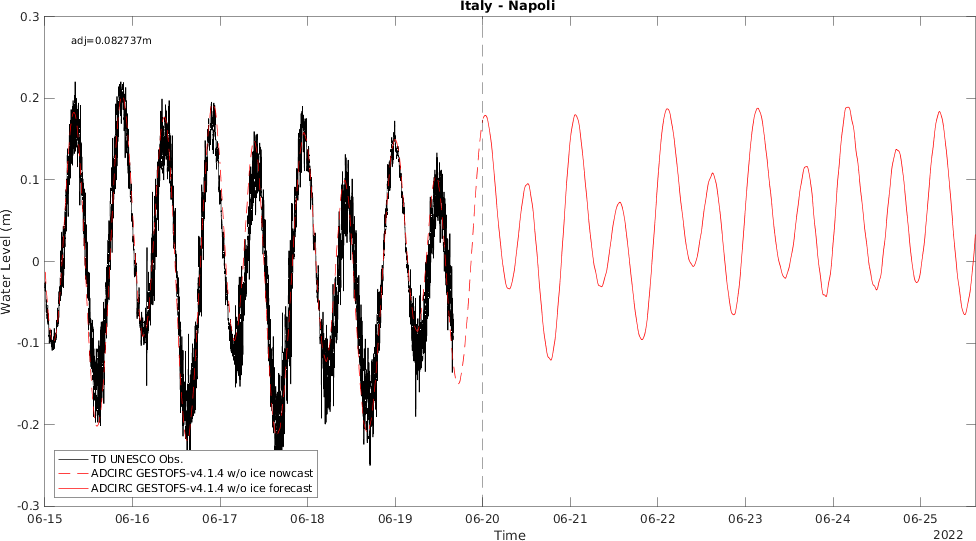 Italy - Napoli
adj=0.082737m
0.3
0.2
0.1
0
-0.1
-0.2
-0.3
Water Level (m)
TD UNESCO Obs.
ADCIRC GESTOFS-v4.1.4 w/o ice nowcast
ADCIRC GESTOFS-v4.1.4 w/o ice forecast
06-15 06-16 06-17 06-18 06-19 06-20 06-21 06-22 06-23 06-24 06-25
Time
2022